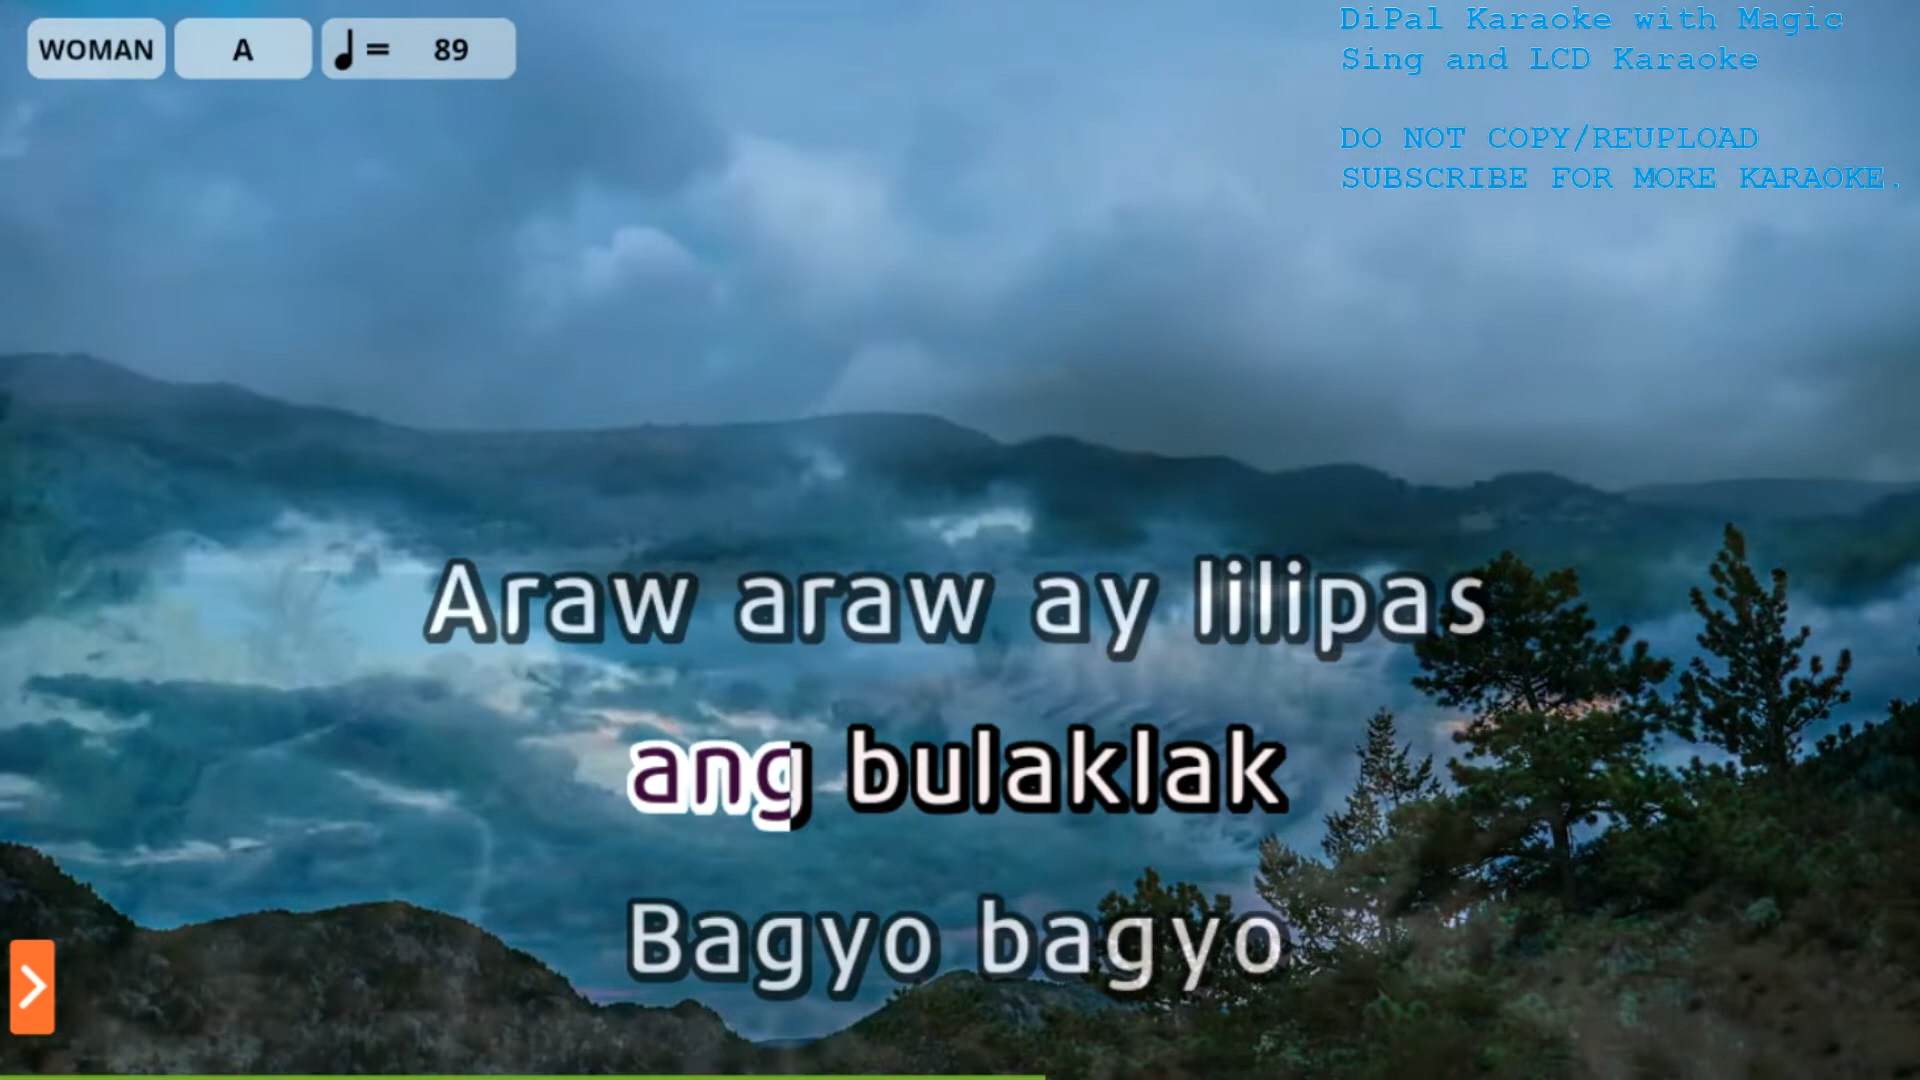 WOMAN A ♩ = 89
DiPal Karaoke with Magic
Sing and LCD Karaoke
DO NOT COPY/REUPLOAD
SUBSCRIBE FOR MORE KARAOKE.
Araw araw ay lilipas
ang bulaklak
Bagyo bagyo